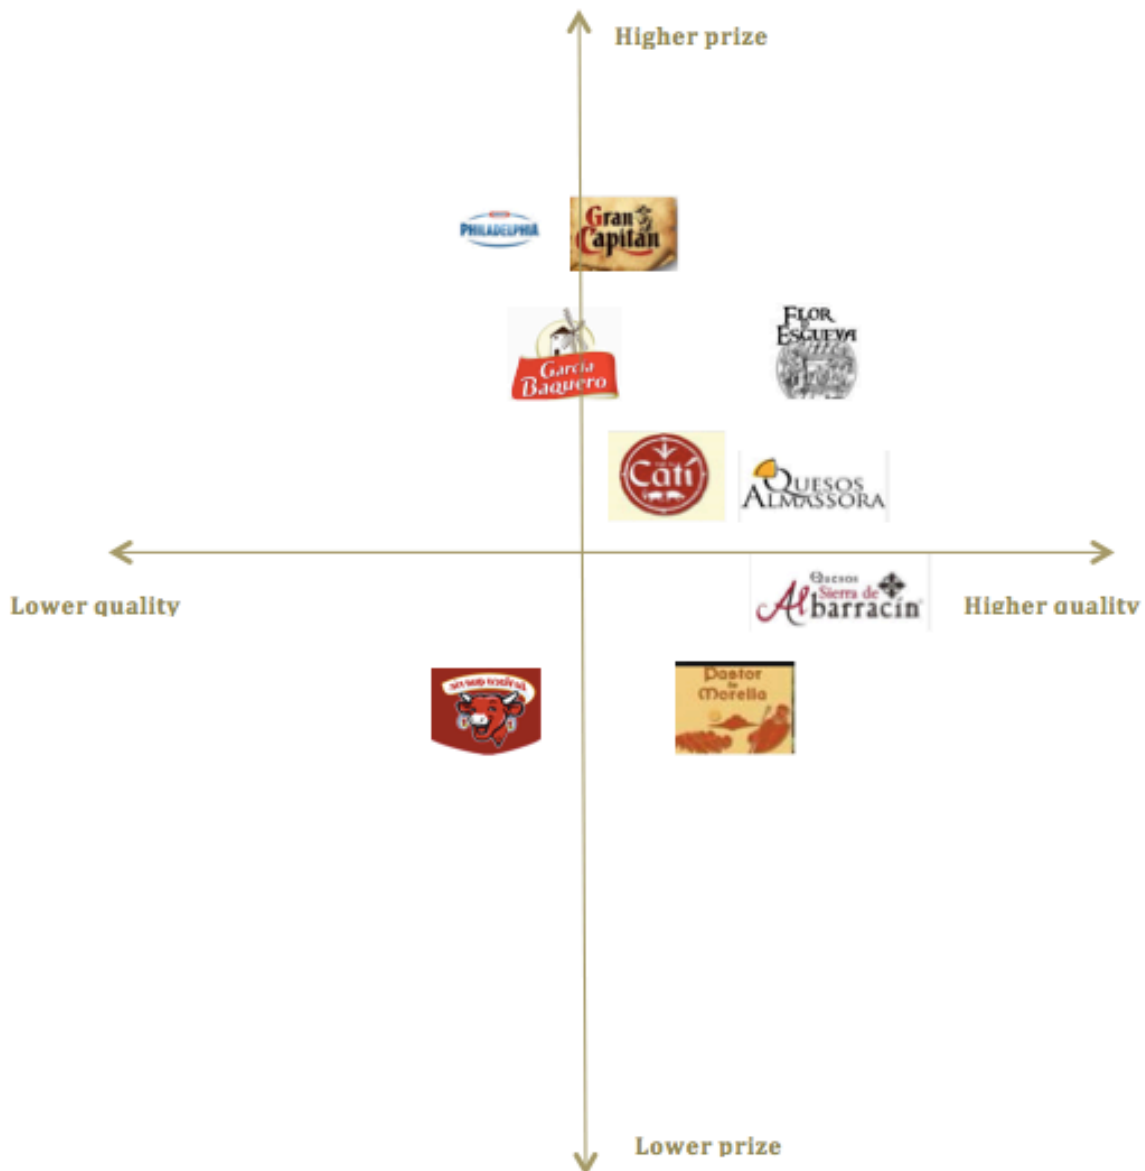 Higher prize
PHILADELPHIA
Gran
Capitán
FLOR
ESGUEVA
García
Baquero
Catí
QUESOS
ALMASSORA
Lower quality
Quesos
Sierra de
Albarracín
Higher quality
Pastor
de
Morella
Lower prize